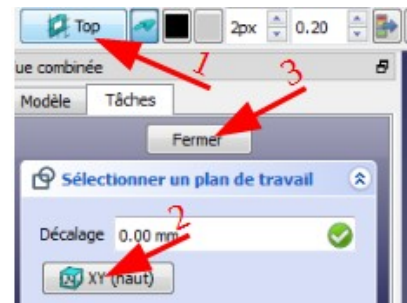 Top 2px 0.20
1
ue combinée
3
Modèle Tâches
Fermer
Sélectionner un plan de travail
2
Décalage 0.00 mm
XY (haut)